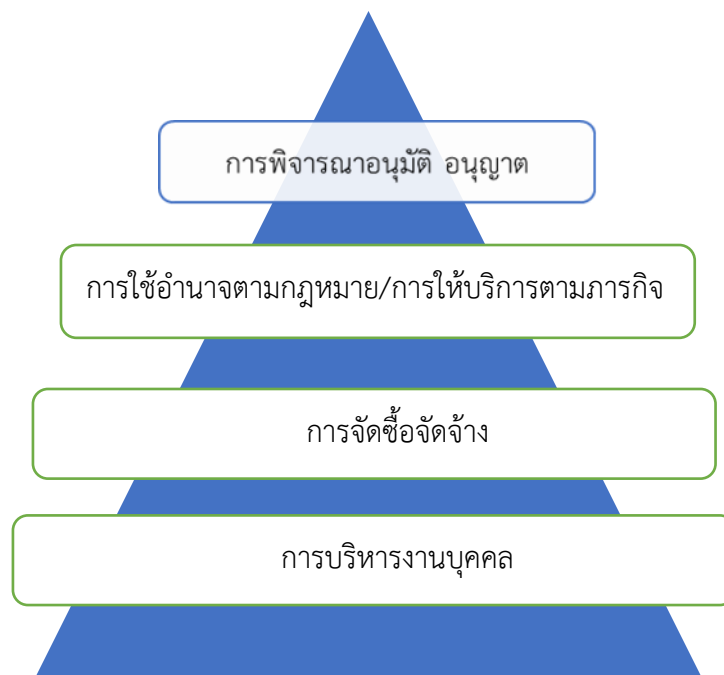 การพิจารณาอนุมัติ อนุญาต
การใช้อำนาจตามกฎหมาย/การให้บริการตามภารกิจ
การจัดซื้อจัดจ้าง
การบริหารงานบุคคล